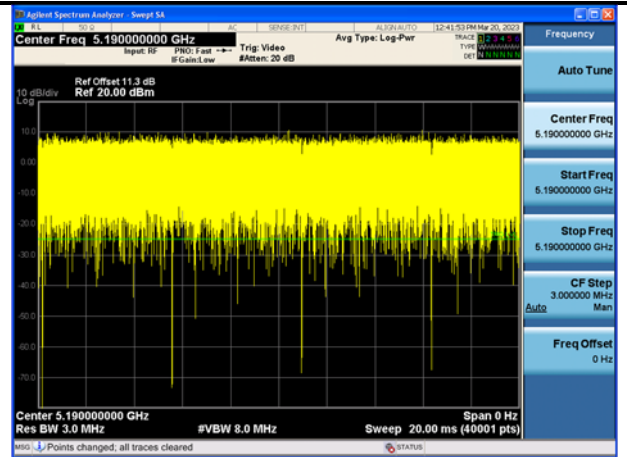 Agilent Spectrum Analyzer - Swept SA
RL 50 Ω AC SENSE:INT ALIGN AUTO 12:41:53 PM Mar 20, 2023
Center Freq 5.190000000 GHz
Input: RF PNO: Fast Trig: Video Avg Type: Log-Pwr TRACE 1 2 3 4 5 6
IFGain:Low #Atten: 20 dB TYPE
DET N N N N N N
Ref Offset 11.3 dB
10 dB/div Ref 20.00 dBm
Log
10.0
0.00
-10.0
-20.0
-30.0
-40.0
-50.0
-60.0
-70.0
Center 5.190000000 GHz Span 0 Hz
Res BW 3.0 MHz #VBW 8.0 MHz Sweep 20.00 ms (40001 pts)
MSG Points changed; all traces cleared STATUS
Frequency
Auto Tune
Center Freq
5.190000000 GHz
Start Freq
5.190000000 GHz
Stop Freq
5.190000000 GHz
CF Step
3.000000 MHz
Auto Man
Freq Offset
0 Hz